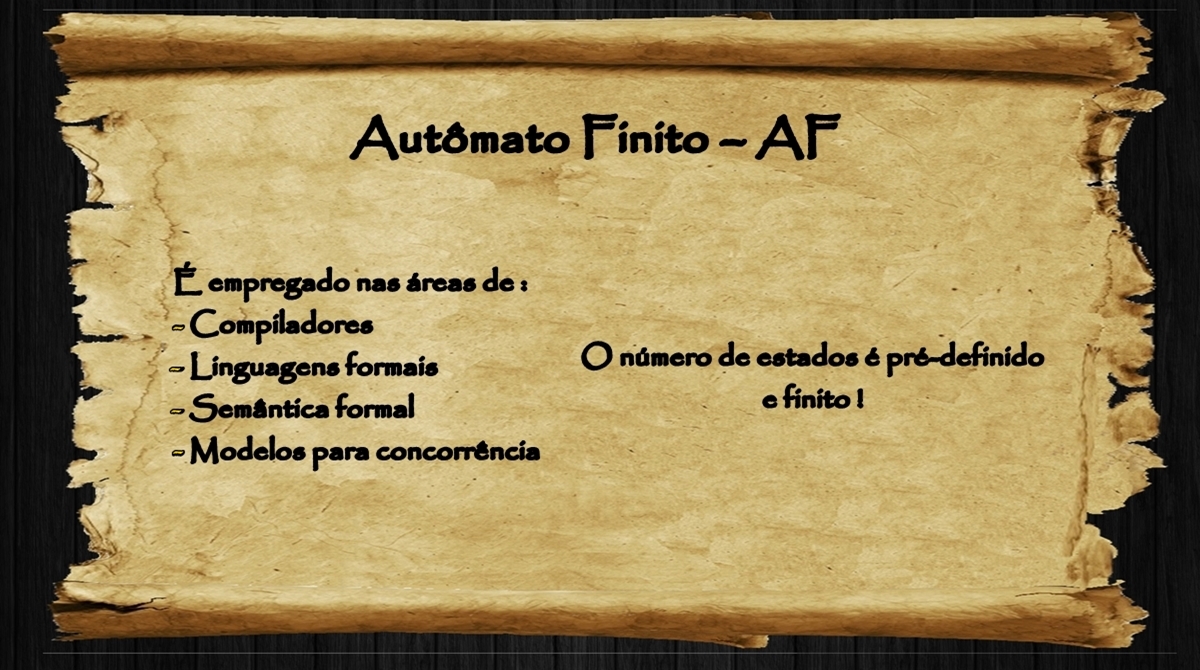 Autômato Finito – AF
É empregado nas áreas de :
- Compiladores
- Linguagens formais
- Semântica formal
- Modelos para concorrência
O número de estados é pré-definido
e finito !